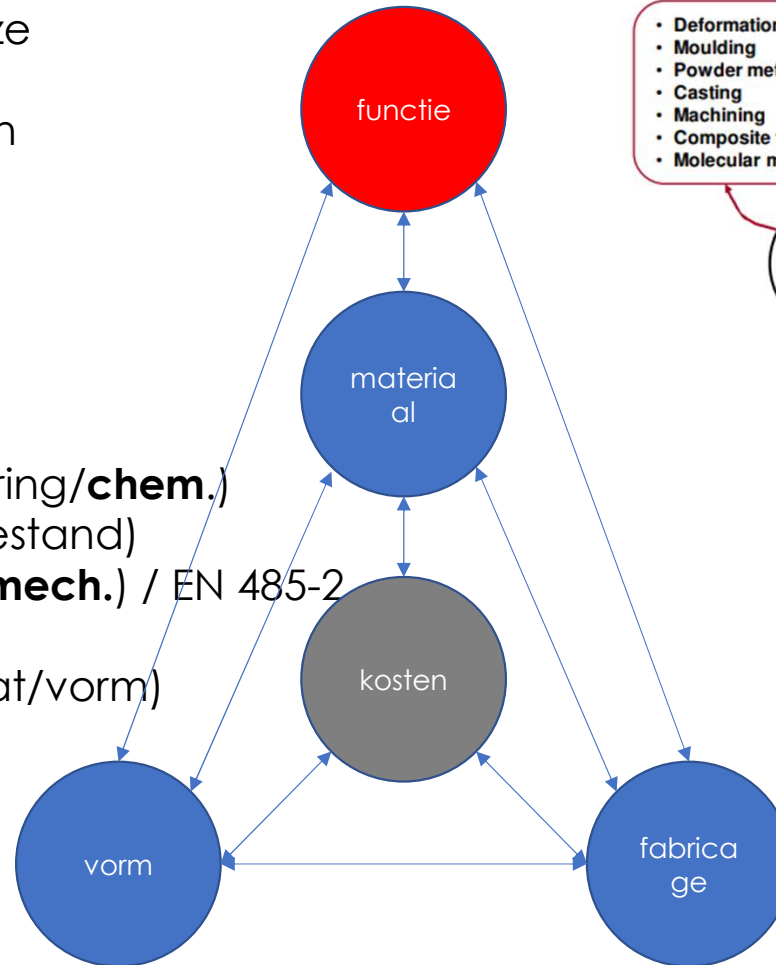 ze
n
functie
• Deformation
• Moulding
• Powder met
• Casting
• Machining
• Composite
• Molecular m
materia
al
ring/chem.)
estand)
mech.) / EN 485-2
at/vorm)
kosten
vorm
fabrica
ge